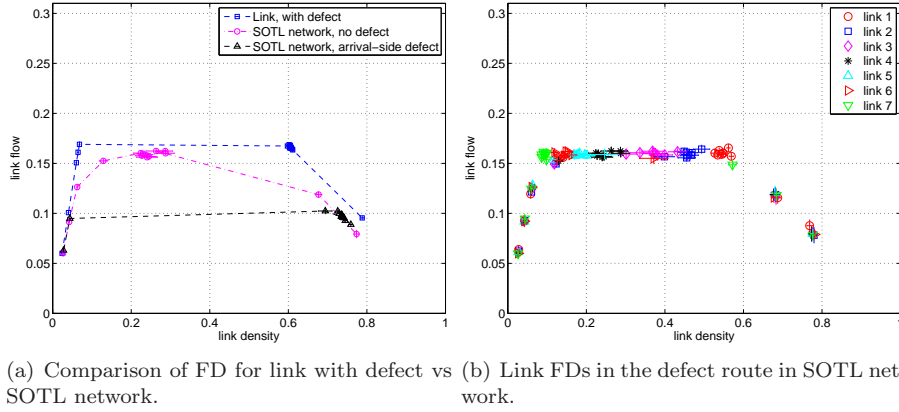 Link, with defect
SOTL network, no defect
SOTL network, arrival−side defect
0.3
0.25
0.2
0.15
0.1
0.05
0
link flow
0 0.2 0.4 0.6 0.8 1
link density
link 1
link 2
link 3
link 4
link 5
link 6
link 7
0.3
0.25
0.2
0.15
0.1
0.05
0
link flow
0 0.2 0.4 0.6 0.8 1
link density
(a) Comparison of FD for link with defect vs
SOTL network.
(b) Link FDs in the defect route in SOTL net
work.